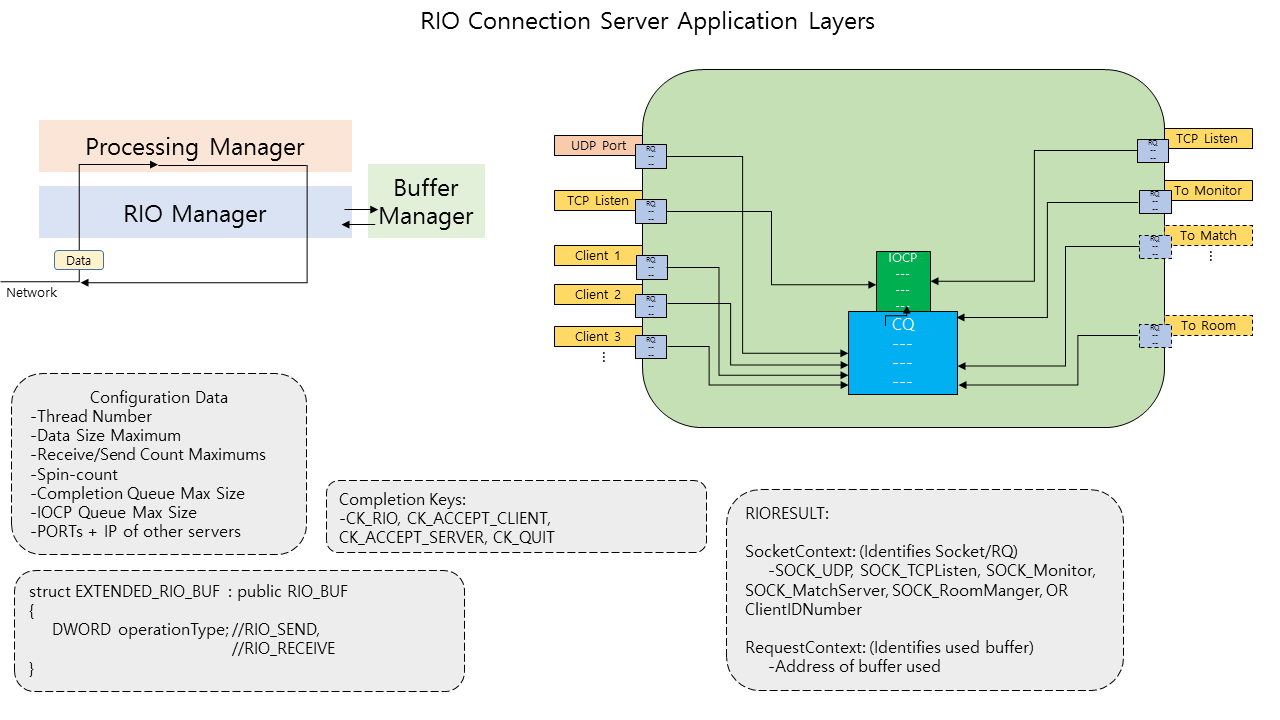 RIO Connection Server Application Layers
Processing Manager
RIO Manager
Buffer
Manager
Data
Network
UDP Port
RQ
--
--
TCP Listen
RQ
--
--
Client 1
RQ
--
--
Client 2
RQ
--
--
Client 3
RQ
--
--
⋮
IOCP
---
---
---
CQ
---
---
---
TCP Listen
RQ
--
--
To Monitor
RQ
--
--
To Match
RQ
--
--
⋮
To Room
RQ
--
--
Configuration Data
-Thread Number
-Data Size Maximum
-Receive/Send Count Maximums
-Spin-count
-Completion Queue Max Size
-IOCP Queue Max Size
-PORTs + IP of other servers
Completion Keys:
-CK_RIO, CK_ACCEPT_CLIENT,
CK_ACCEPT_SERVER, CK_QUIT
struct EXTENDED_RIO_BUF : public RIO_BUF
{
DWORD operationType; //RIO_SEND,
//RIO_RECEIVE
}
RIORESULT:
SocketContext: (Identifies Socket/RQ)
-SOCK_UDP, SOCK_TCPListen, SOCK_Monitor,
SOCK_MatchServer, SOCK_RoomManger, OR
ClientIDNumber
RequestContext: (Identifies used buffer)
-Address of buffer used